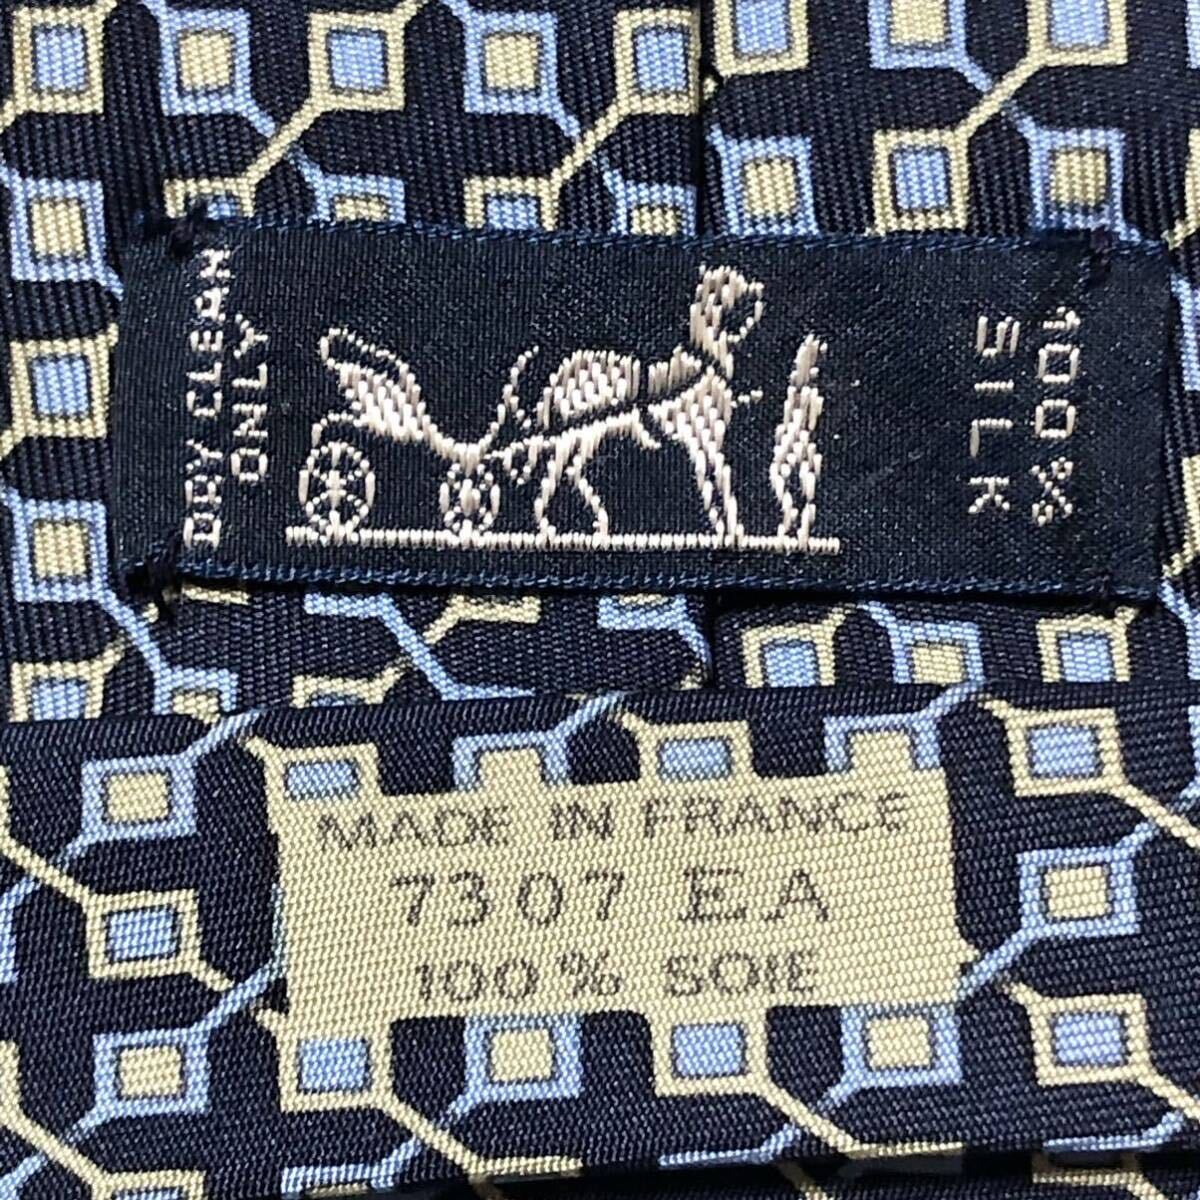 DRY CLEAN
ONLY
100%
SILK
MADE IN FRANCE
7307 EA
100% SOIE